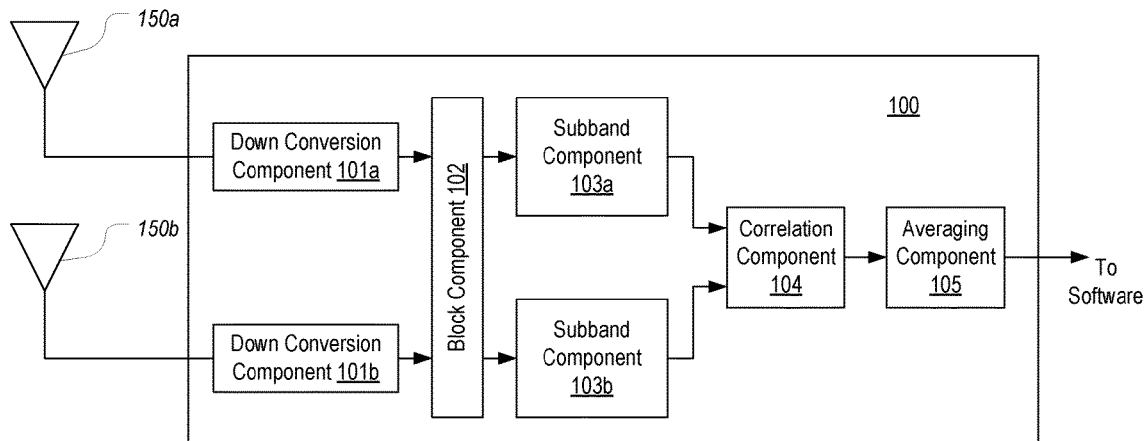 150a
100
Down Conversion
Component 101a
Block Component 102
Subband
Component
103a
150b
Correlation
Component
104
Averaging
Component
105
To
Software
Down Conversion
Component 101b
Subband
Component
103b